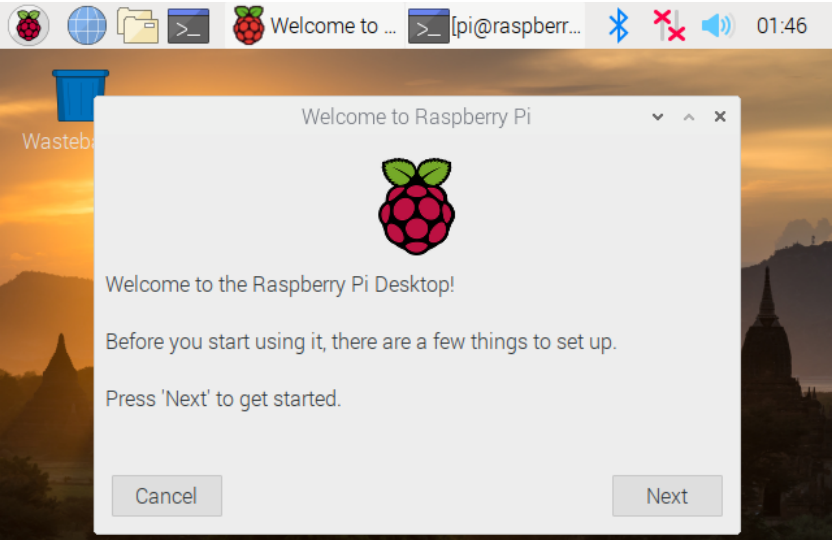 Welcome to ... [pi@raspberr... 01:46
Welcome to Raspberry Pi
Welcome to the Raspberry Pi Desktop!
Before you start using it, there are a few things to set up.
Press 'Next' to get started.
Cancel Next